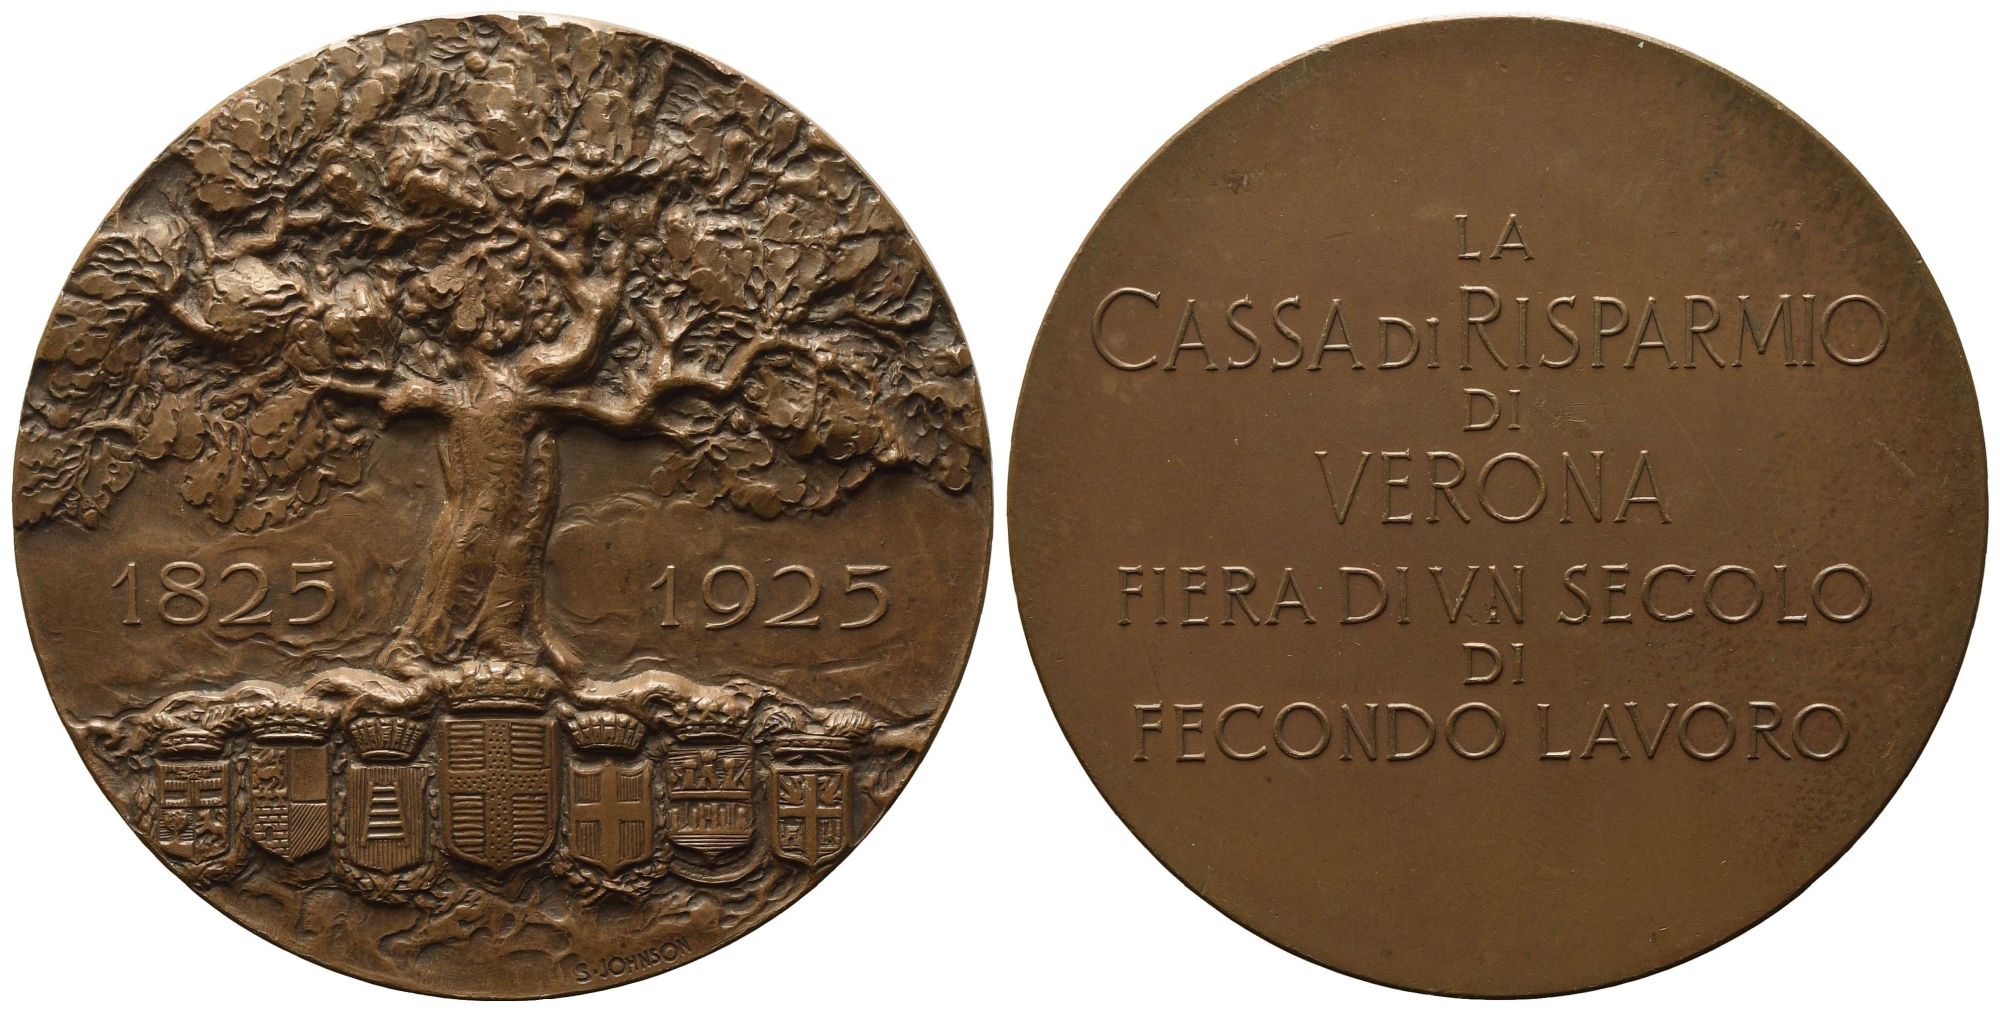 1825 1925
S·JOHNSON
LA
CASSA DI RISPARMIO
DI
VERONA
FIERA DI VN SECOLO
DI
FECONDO LAVORO